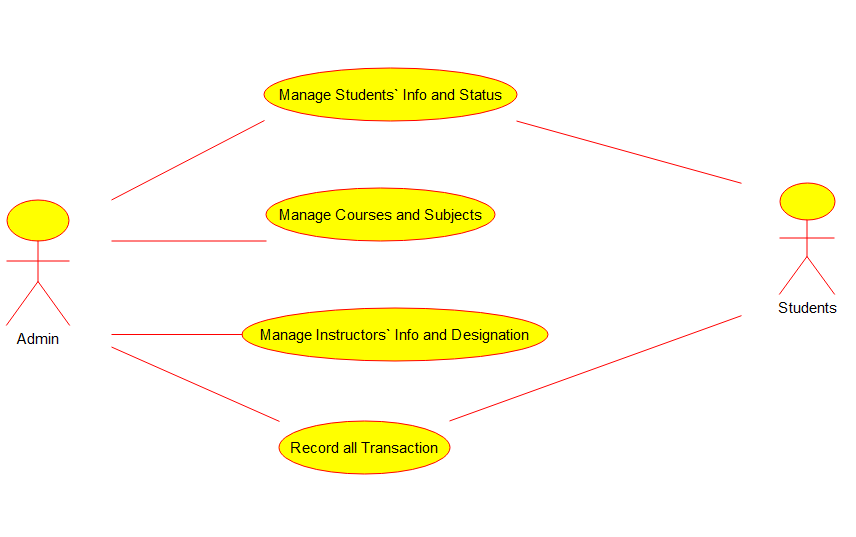 Manage Students` Info and Status
Manage Courses and Subjects
Students
Manage Instructors` Info and Designation
Admin
Record all Transaction